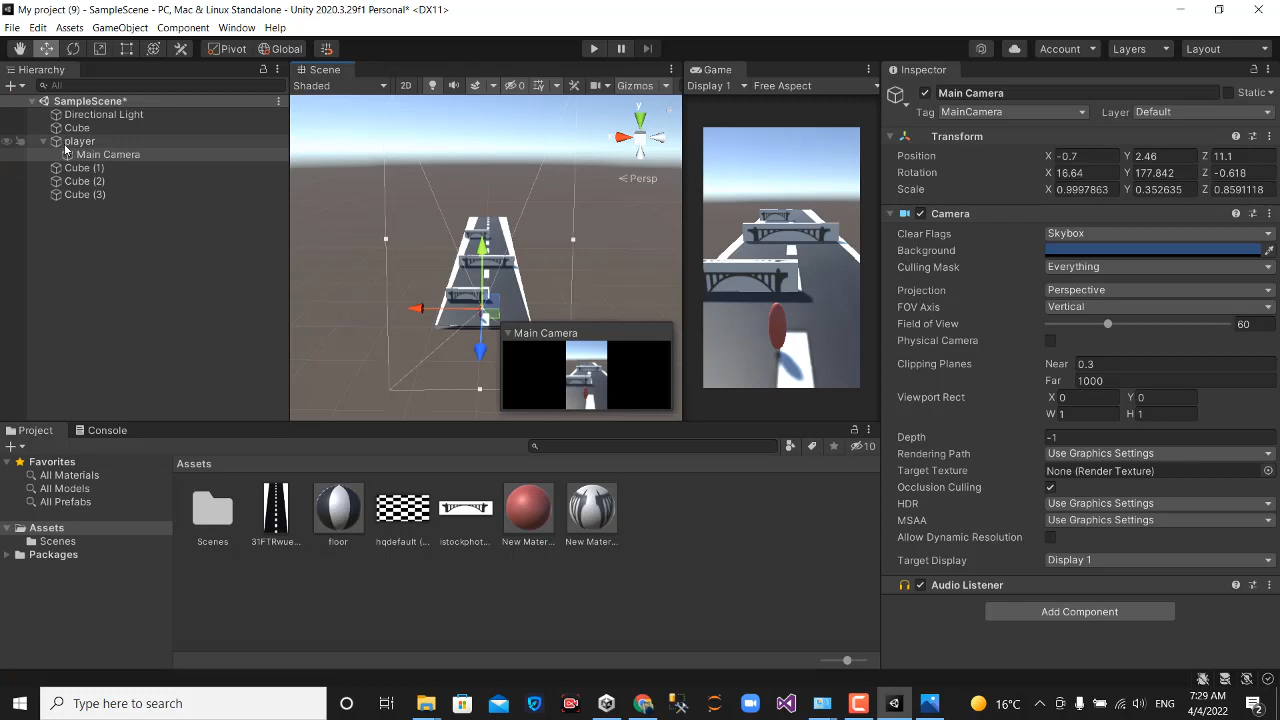 My project (9) - SampleScene - PC, Mac & Linux Standalone - Unity 2020.3.29f1 Personal* <DX11>
File Edit Assets GameObject Component Window Help
Pivot Global Account Layers Layout
Hierarchy
All
SampleScene*
Directional Light
Cube
player
Main Camera
Cube (1)
Cube (2)
Cube (3)
Scene
Shaded 2D 0 Gizmos
y
x
Persp
Main Camera
Game
Display 1 Free Aspect
Inspector
Main Camera Static
Tag MainCamera Layer Default
Transform
Position X -0.7 Y 2.46 Z 11.1
Rotation X 16.64 Y 177.842 Z -0.618
Scale X 0.9997863 Y 0.352635 Z 0.8591118
Camera
Clear Flags Skybox
Background
Culling Mask Everything
Projection Perspective
FOV Axis Vertical
Field of View 60
Physical Camera
Clipping Planes Near 0.3
Far 1000
Viewport Rect X 0 Y 0
W 1 H 1
Depth -1
Rendering Path Use Graphics Settings
Target Texture None (Render Texture)
Occlusion Culling
HDR Use Graphics Settings
MSAA Use Graphics Settings
Allow Dynamic Resolution
Target Display Display 1
Audio Listener
Add Component
Project Console
10
Favorites
All Materials
All Models
All Prefabs
Assets
Scenes
Packages
Assets
Scenes 31FTRwue... floor hqdefault (... istockphot... New Mater... New Mater...
Type here to search
16°C ENG 7:29 AM
4/4/2022